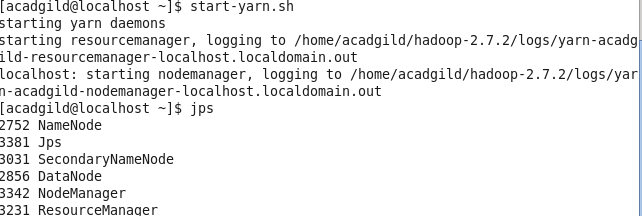 [acadgild@localhost ~]$ start-yarn.sh
starting yarn daemons
starting resourcemanager, logging to /home/acadgild/hadoop-2.7.2/logs/yarn-acadg
ild-resourcemanager-localhost.localdomain.out
localhost: starting nodemanager, logging to /home/acadgild/hadoop-2.7.2/logs/yar
n-acadgild-nodemanager-localhost.localdomain.out
[acadgild@localhost ~]$ jps
2752 NameNode
3381 Jps
3031 SecondaryNameNode
2856 DataNode
3342 NodeManager
3231 ResourceManager